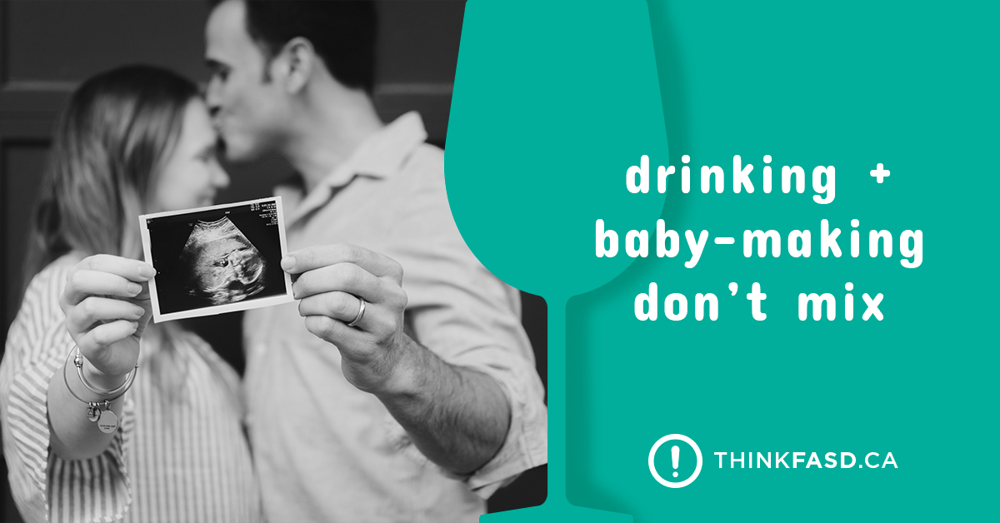 drinking +
baby-making
don't mix
THINKFASD.CA